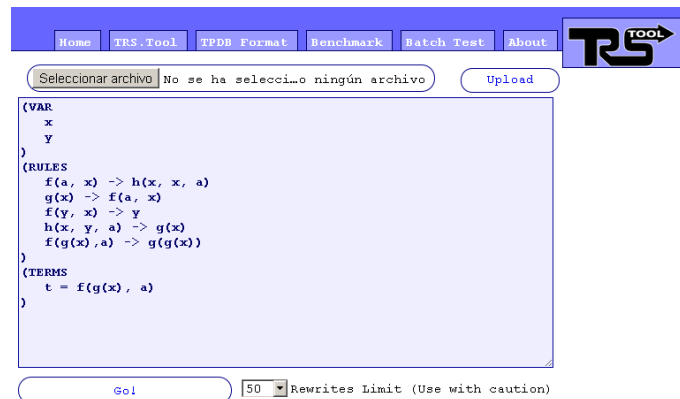 Home TRS.Tool TPDB Format Benchmark Batch Test About
TRS TOOL
Seleccionar archivo No se ha selecci…o ningún archivo Upload
(VAR
x
y
)
(RULES
f(a, x) -> h(x, x, a)
g(x) -> f(a, x)
f(y, x) -> y
h(x, y, a) -> g(x)
f(g(x),a) -> g(g(x))
)
(TERMS
t = f(g(x), a)
)
Go! 50 Rewrites Limit (Use with caution)